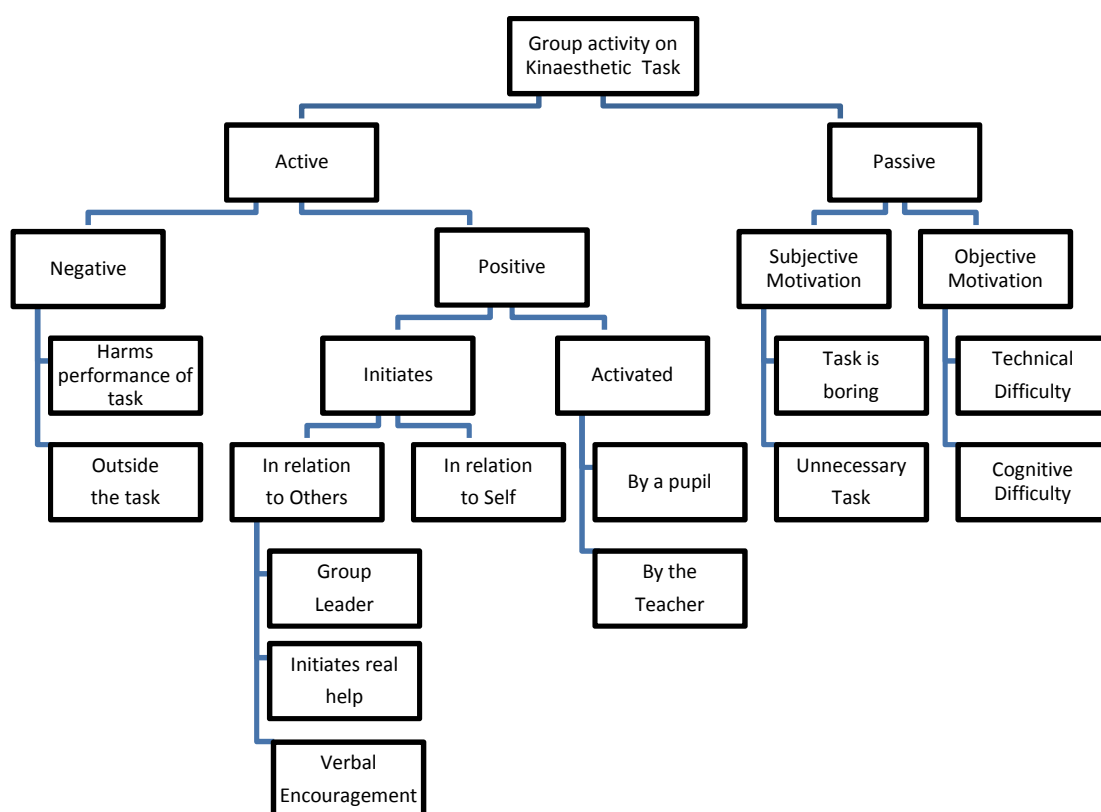 Group activity on
Kinaesthetic Task
Active
Passive
Negative
Positive
Subjective
Motivation
Objective
Motivation
Harms
performance of
task
Initiates
Activated
Task is
boring
Technical
Difficulty
Outside
the task
In relation
to Others
In relation
to Self
By a pupil
Unnecessary
Task
Cognitive
Difficulty
Group
Leader
By the
Teacher
Initiates real
help
Verbal
Encouragement